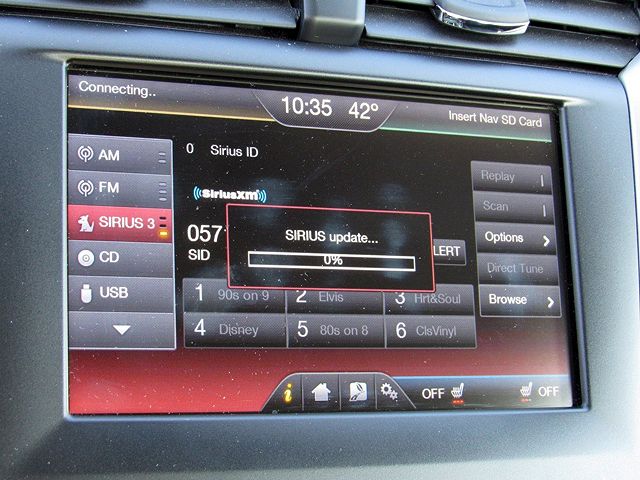 Connecting..
10:35 42°
Insert Nav SD Card
AM
FM
SIRIUS 3
CD
USB
0 Sirius ID
SiriusXM
057
SID
SIRIUS update...
0%
LERT
1 90s on 9
2 Elvis
3 Hrt&Soul
4 Disney
5 80s on 8
6 ClsVinyl
Replay
Scan
Options
Direct Tune
Browse
i
OFF
OFF